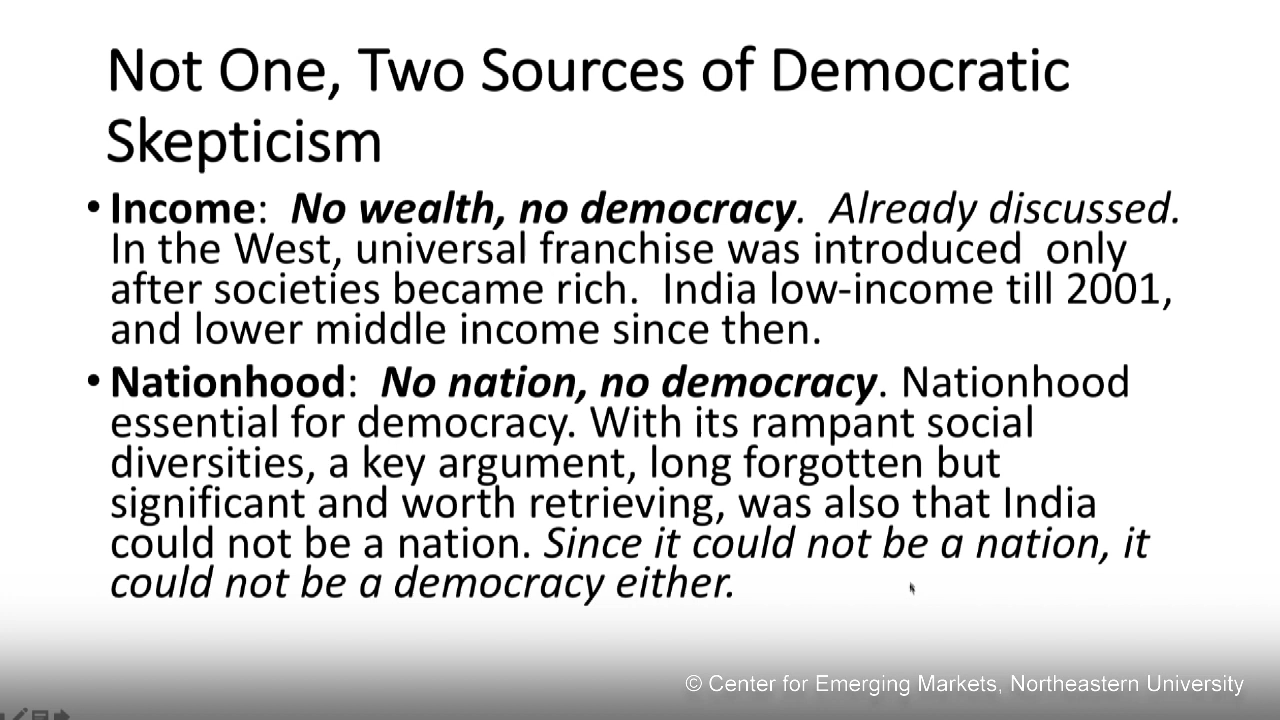 Not One, Two Sources of Democratic
Skepticism
• Income:  No wealth, no democracy.  Already discussed.
In the West, universal franchise was introduced  only
after societies became rich.  India low-income till 2001,
and lower middle income since then.
• Nationhood:  No nation, no democracy. Nationhood
essential for democracy. With its rampant social
diversities, a key argument, long forgotten but
significant and worth retrieving, was also that India
could not be a nation. Since it could not be a nation, it
could not be a democracy either.
© Center for Emerging Markets, Northeastern University